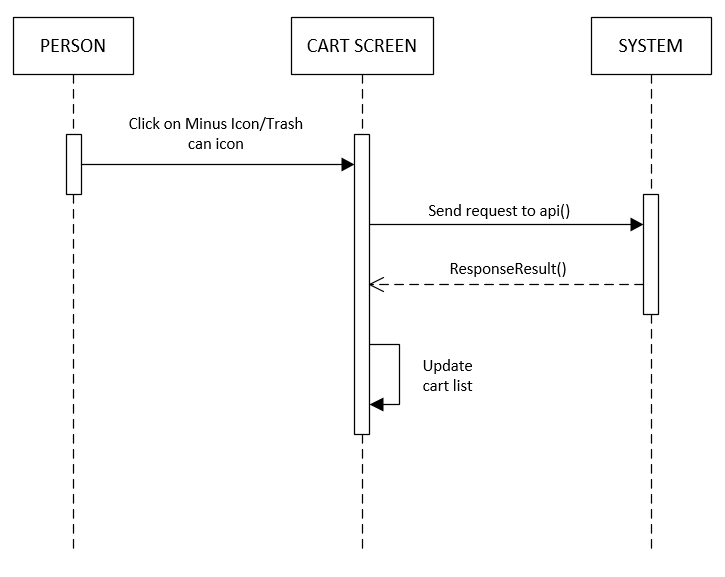 PERSON
CART SCREEN
SYSTEM
Click on Minus Icon/Trash
can icon
Send request to api()
ResponseResult()
Update
cart list